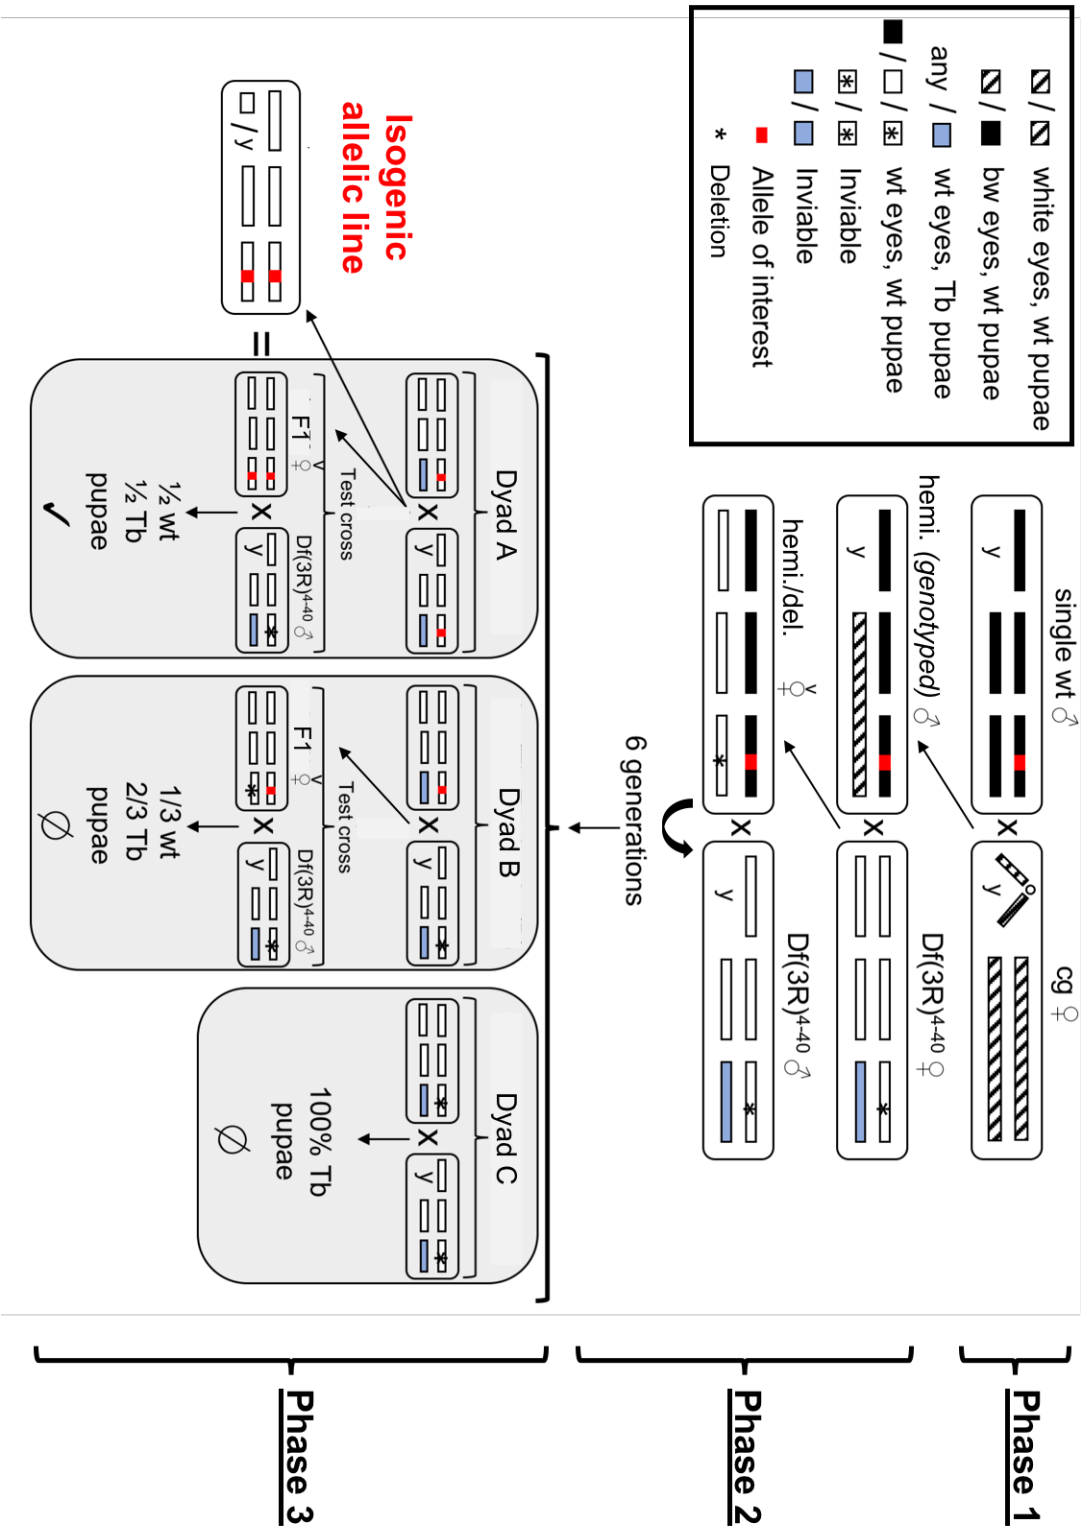 white eyes, wt pupae
bw eyes, wt pupae
any / wt eyes, Tb pupae
wt eyes, wt pupae
Inviable
Inviable
Allele of interest
* Deletion
single wt ♂
cg ♀
y
y
X
hemi. (genotyped) ♂
Df(3R)4-40 ♀
y
X
hemi./del. ♀v
Df(3R)4-40 ♂
y
X
6 generations
Dyad A
X
y
Test cross
F1 ♀v
Df(3R)4-40 ♂
X
y
½ wt
½ Tb
pupae
✓
Dyad B
X
y
Test cross
F1 ♀v
Df(3R)4-40 ♂
X
y
1/3 wt
2/3 Tb
pupae
∅
Dyad C
X
y
100% Tb
pupae
∅
Isogenic
allelic line
/ y
=
Phase 1
Phase 2
Phase 3